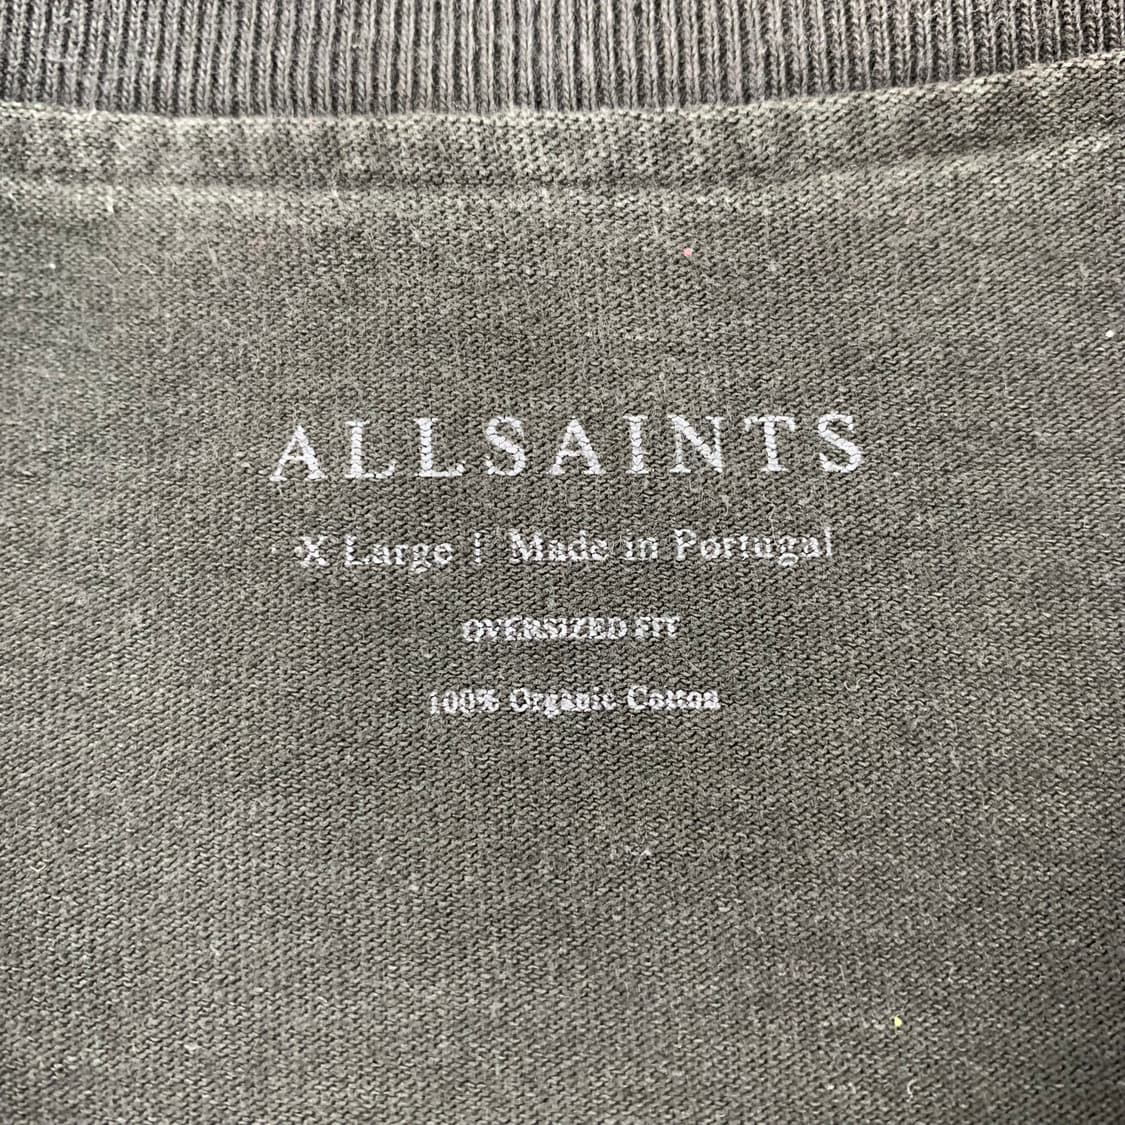 ALLSAINTS
X Large | Made in Portugal
OVERSIZED FIT
100% Organic Cotton